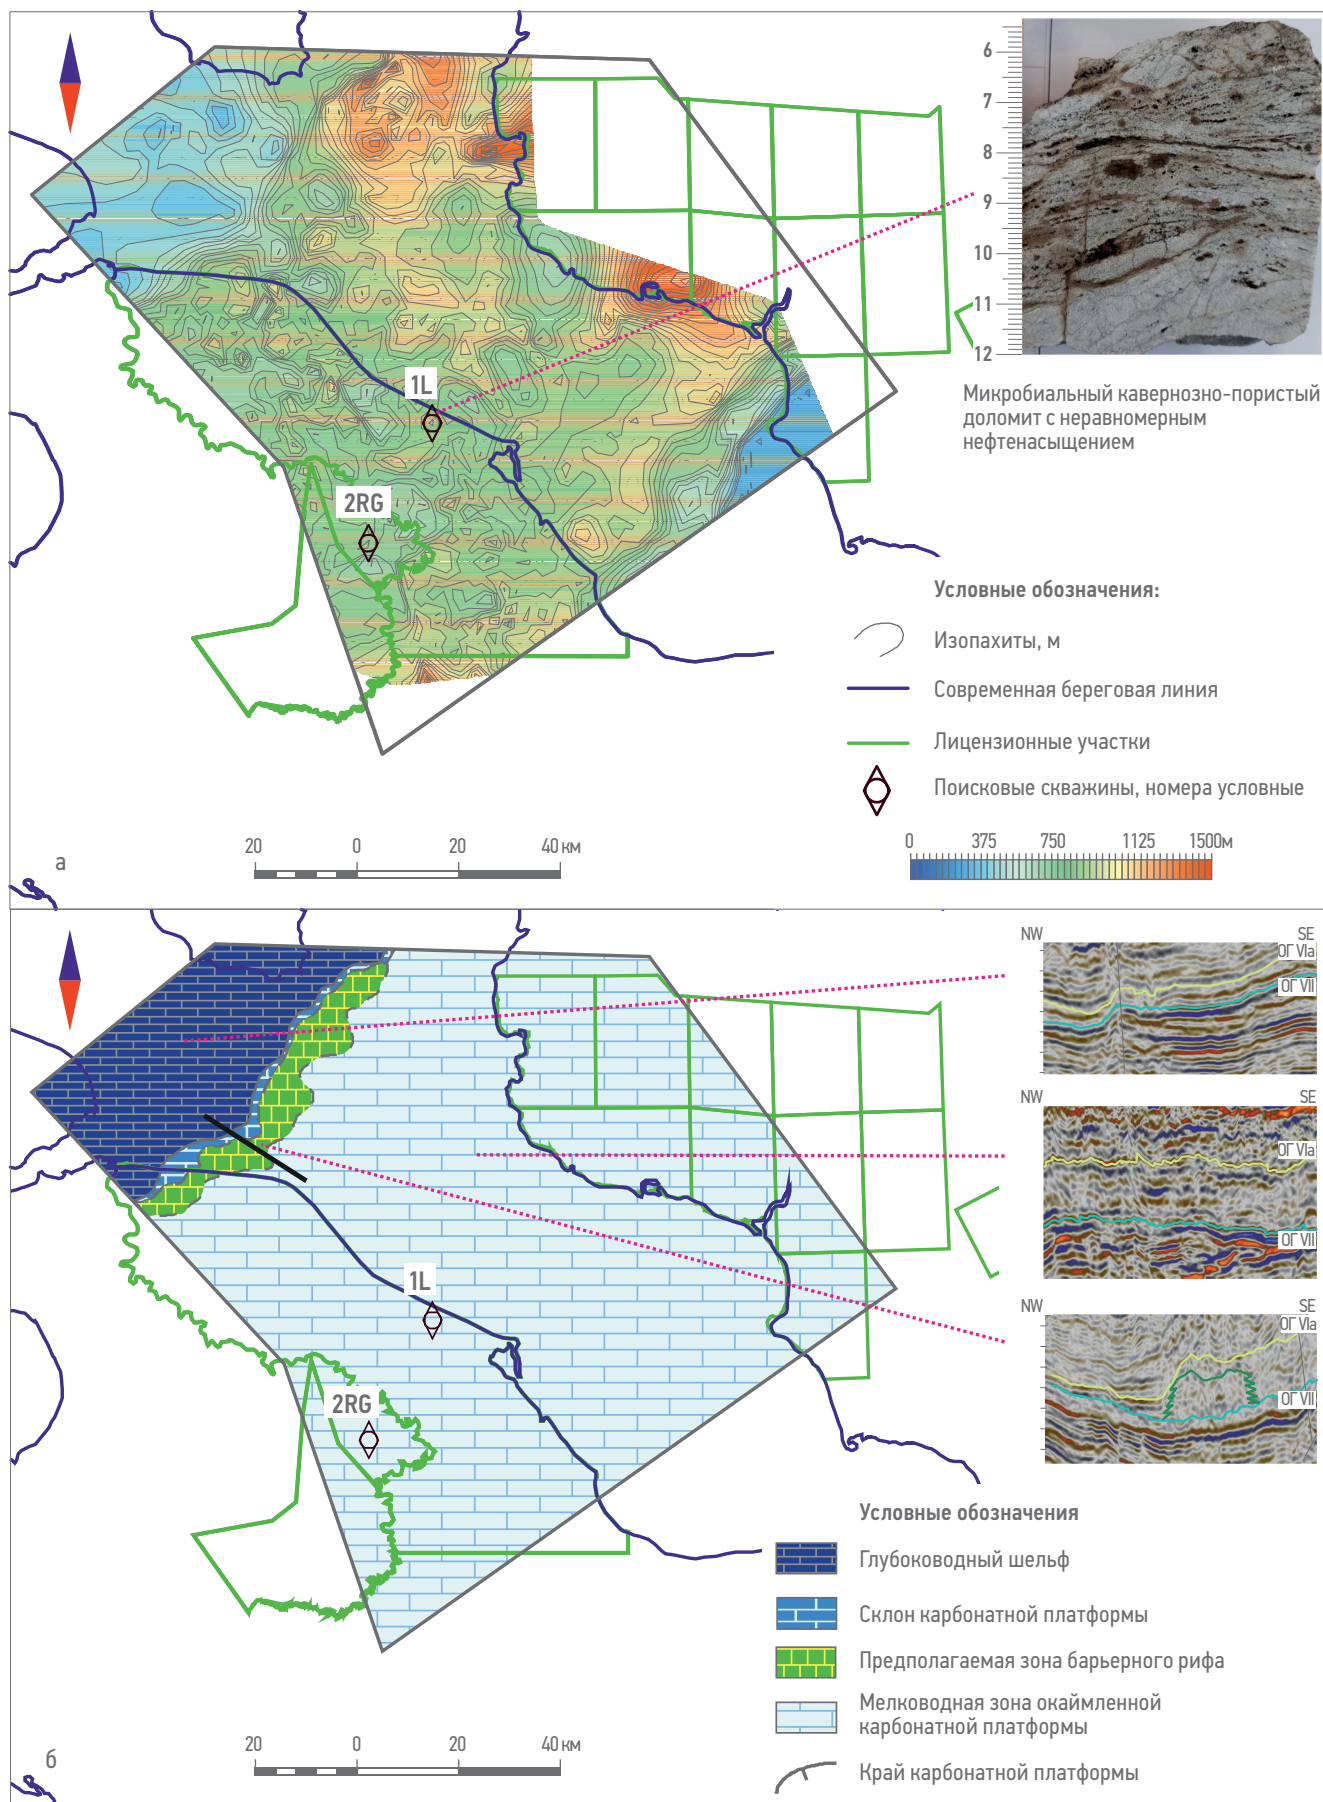 6
7
8
9
10
11
12
Микробиальный кавернозно-пористый
доломит с неравномерным
нефтенасыщением
1L
2RG
Условные обозначения:
Изопахиты, м
Современная береговая линия
Лицензионные участки
Поисковые скважины, номера условные
0 375 750 1125 1500м
20 0 20 40 км
а
NW SE
ОГ VIa
ОГ VII
NW SE
ОГ VIa
ОГ VII
NW SE
ОГ VIa
ОГ VII
1L
2RG
Условные обозначения
Глубоководный шельф
Склон карбонатной платформы
Предполагаемая зона барьерного рифа
Мелководная зона окаймленной
карбонатной платформы
Край карбонатной платформы
20 0 20 40 км
б